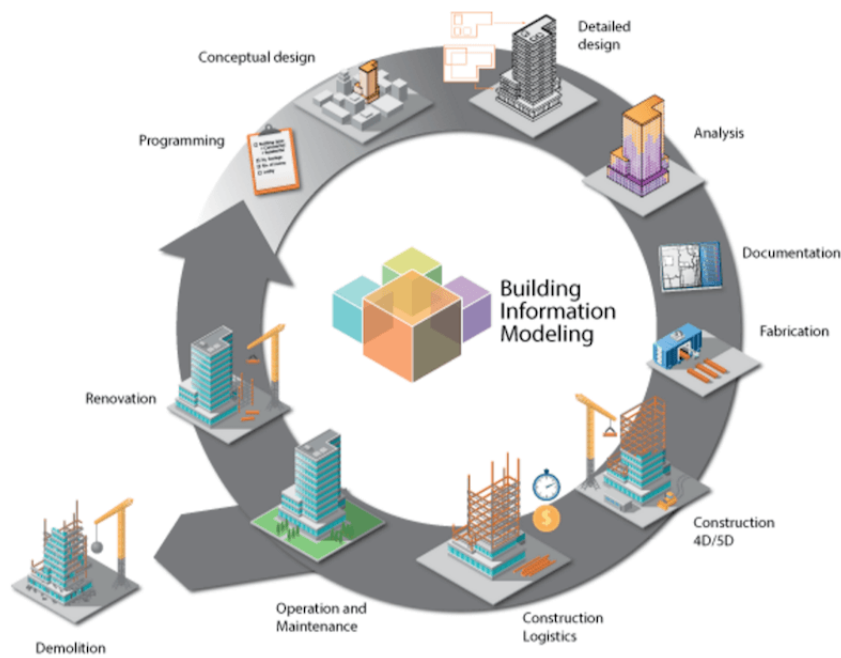 Conceptual design
Detailed
design
Programming
Analysis
Documentation
Building
Information
Modeling
Fabrication
Renovation
Construction
4D/5D
Operation and
Maintenance
Construction
Logistics
Demolition
$